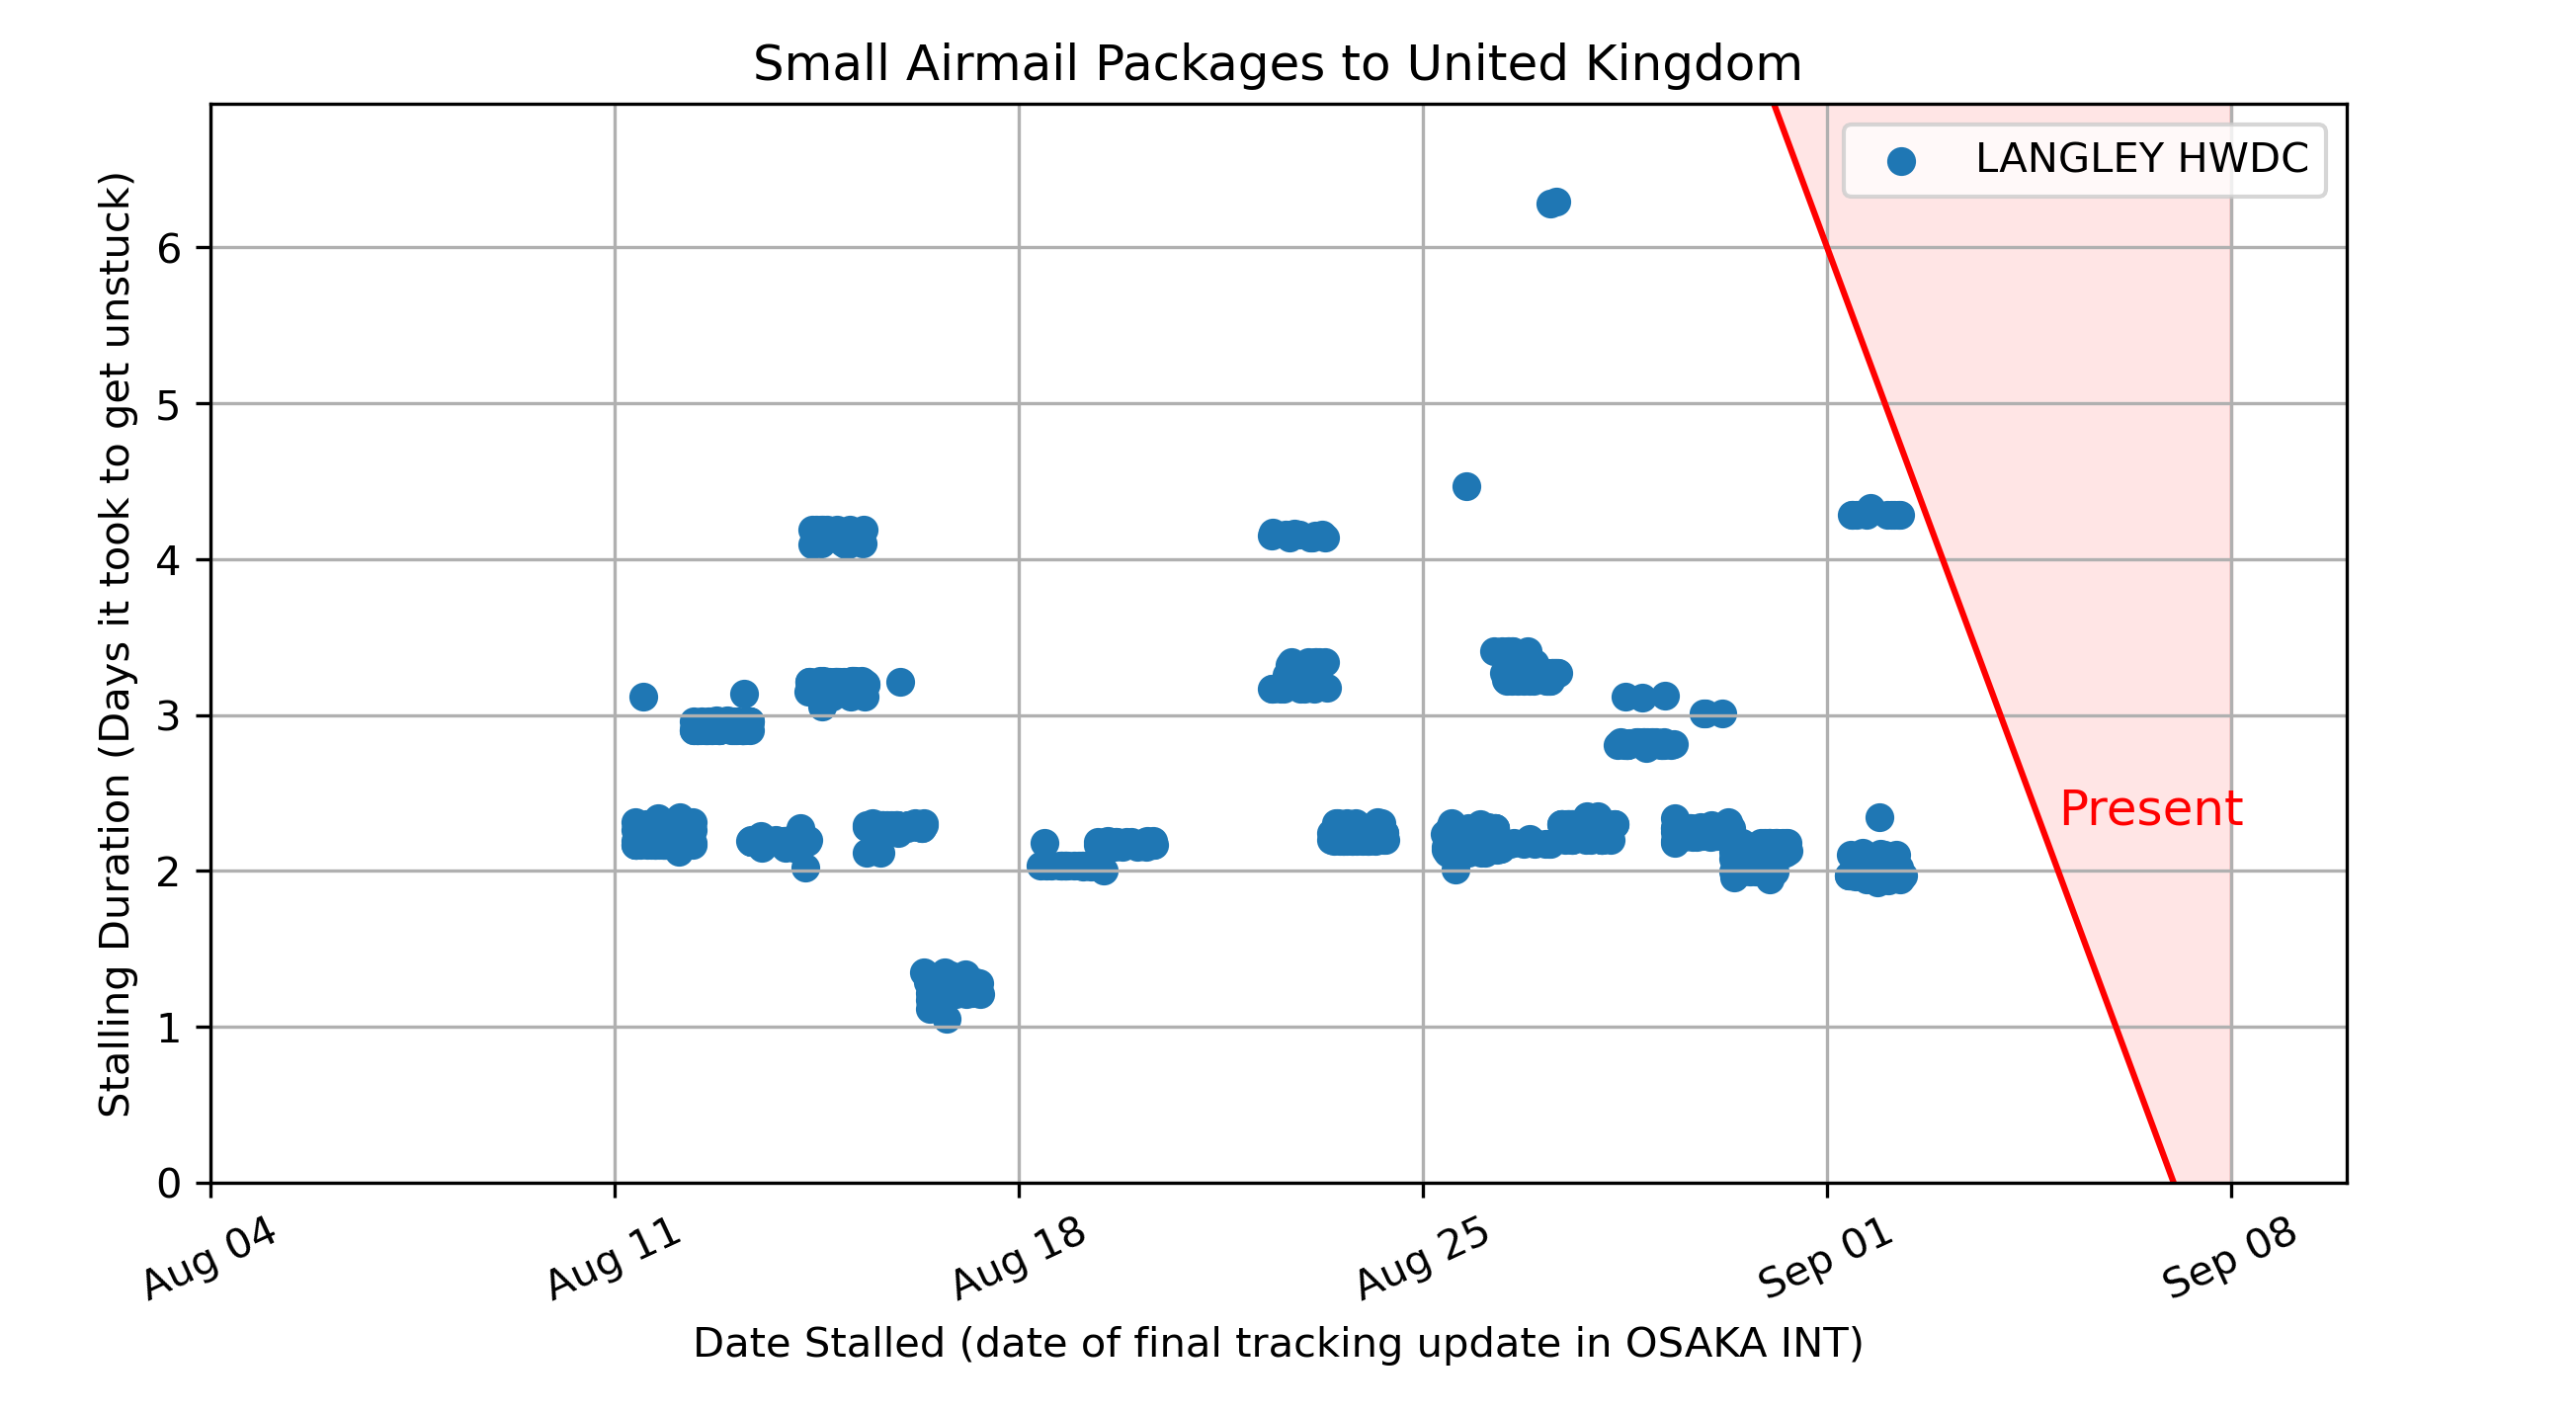 Small Airmail Packages to United Kingdom
Stalling Duration (Days it took to get unstuck)
LANGLEY HWDC
6
5
4
3
2
1
0
Present
Aug 04
Aug 11
Aug 18
Aug 25
Sep 01
Sep 08
Date Stalled (date of final tracking update in OSAKA INT)